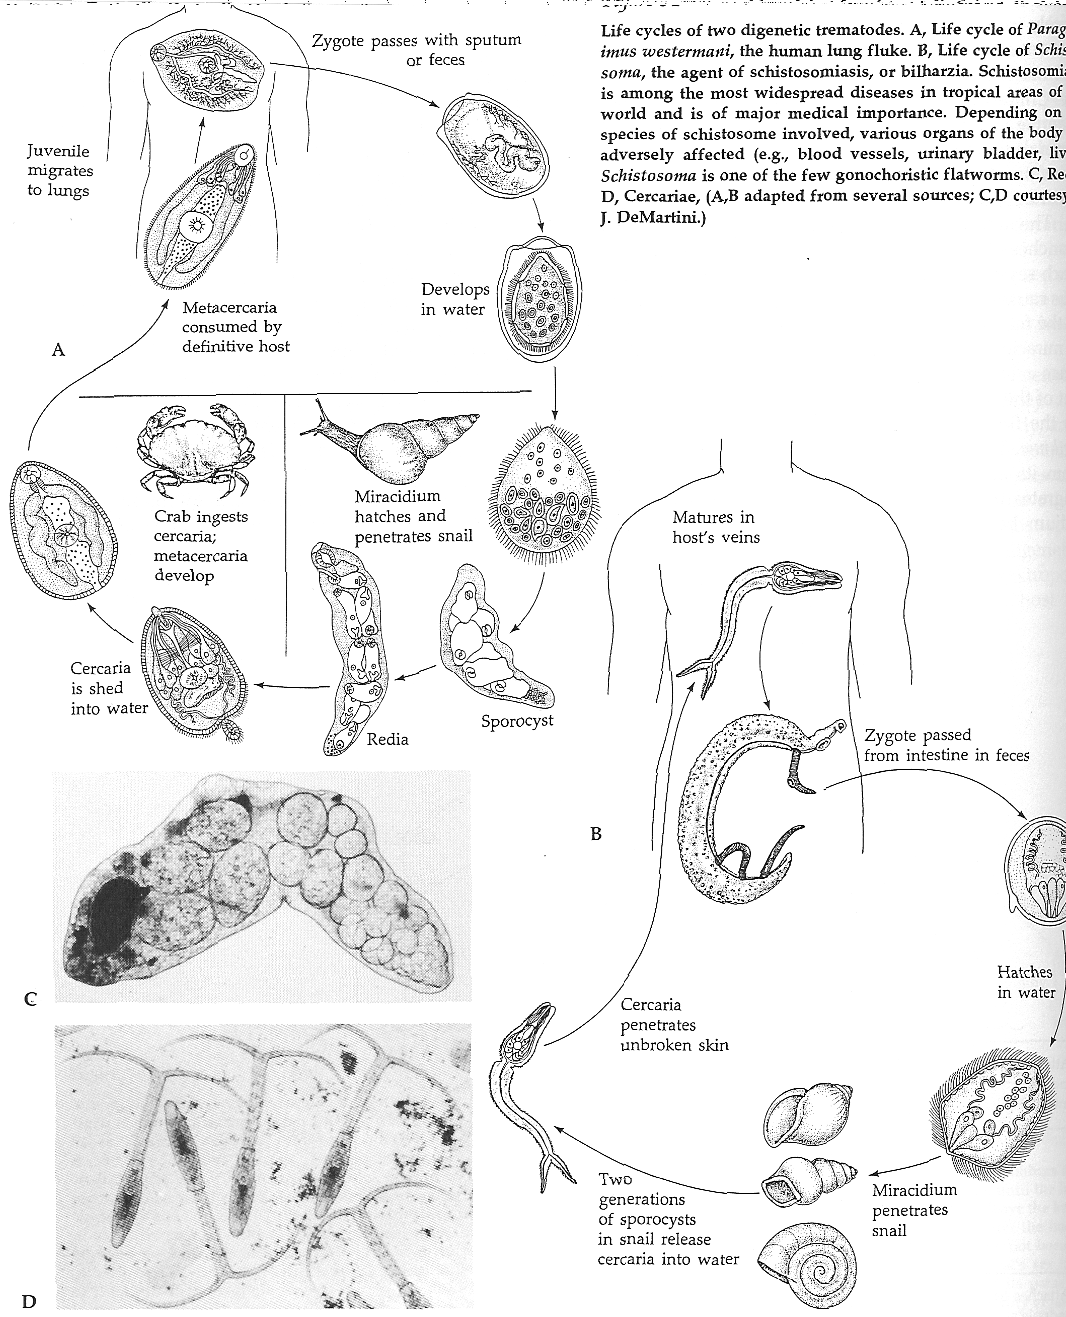 Life cycles of two digenetic trematodes. A, Life cycle of Parag
imus westermani, the human lung fluke. B, Life cycle of Schis
soma, the agent of schistosomiasis, or bilharzia. Schistosomia
is among the most widespread diseases in tropical areas of
world and is of major medical importance. Depending on
species of schistosome involved, various organs of the body
adversely affected (e.g., blood vessels, urinary bladder, liv
Schistosoma is one of the few gonochoristic flatworms. C, Re
D, Cercariae, (A,B adapted from several sources; C,D courtesy
J. DeMartini.)
Zygote passes with sputum
or feces
Juvenile
migrates
to lungs
Develops
in water
Metacercaria
consumed by
definitive host
A
Crab ingests
cercaria;
metacercaria
develop
Miracidium
hatches and
penetrates snail
Cercaria
is shed
into water
Redia
Sporocyst
Matures in
host's veins
Zygote passed
from intestine in feces
B
Hatches
in water
Cercaria
penetrates
unbroken skin
Two
generations
of sporocysts
in snail release
cercaria into water
Miracidium
penetrates
snail
C
D